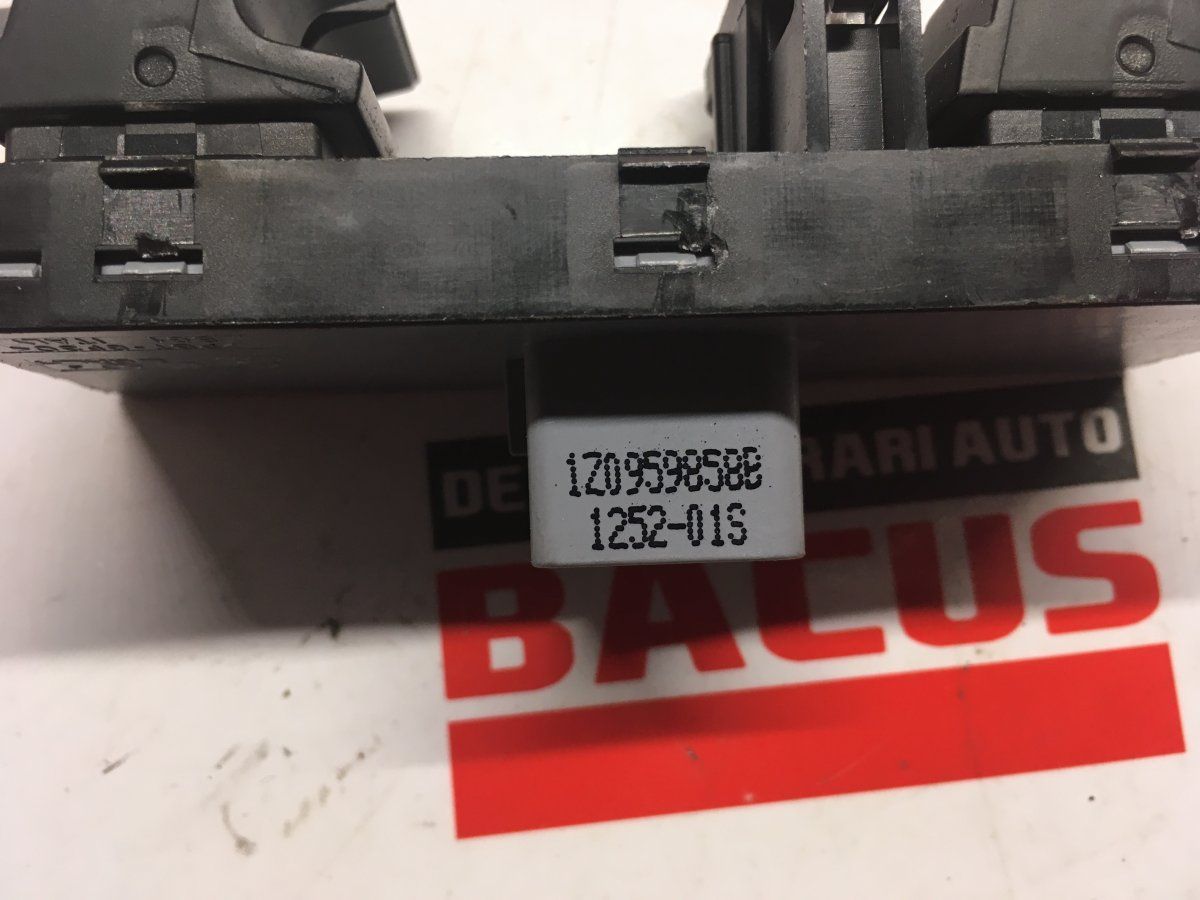 1Z0959858B
1252-01S
DE
RARI AUTO
BACUS